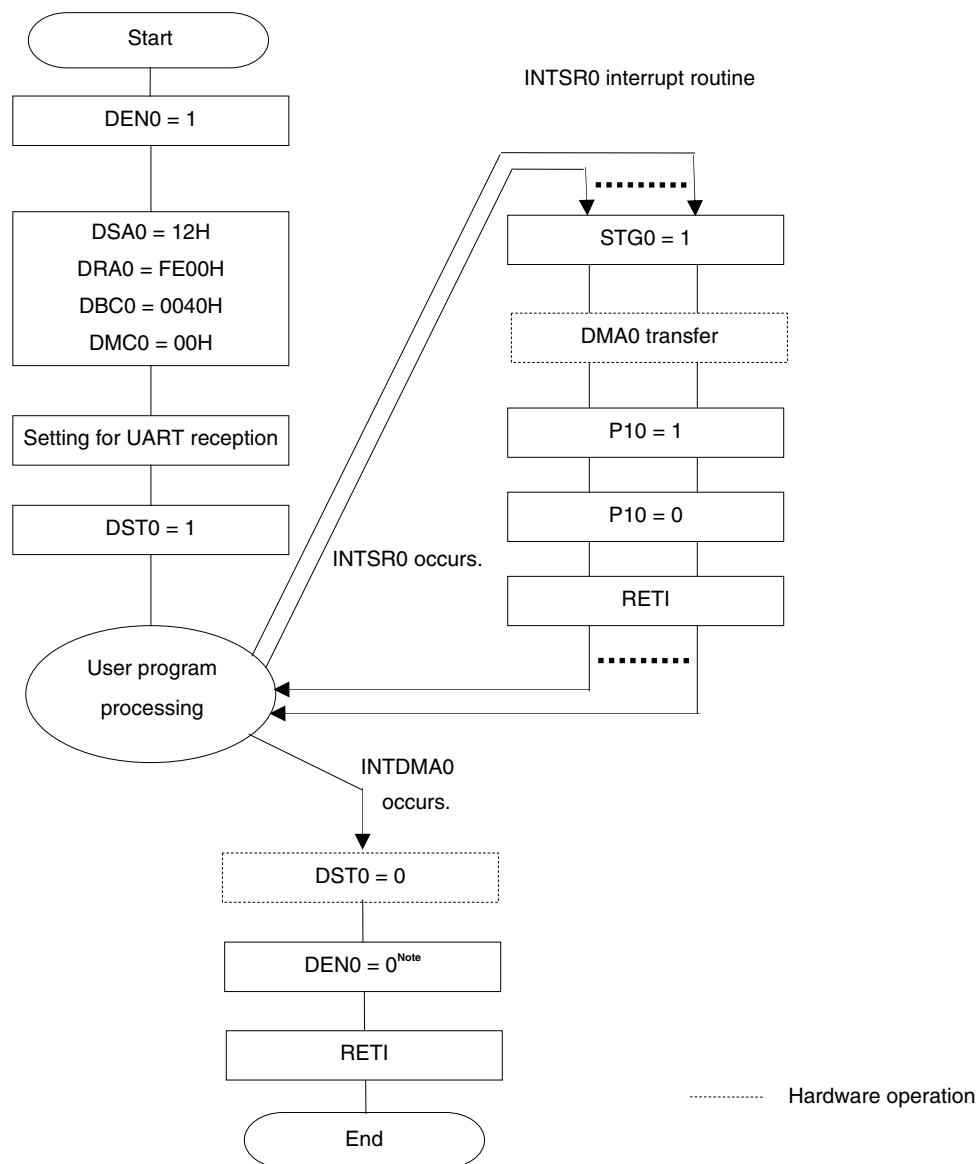 Start
DEN0 = 1
DSA0 = 12H
DRA0 = FE00H
DBC0 = 0040H
DMC0 = 00H
Setting for UART reception
DST0 = 1
User program
processing
INTSR0 interrupt routine
STG0 = 1
DMA0 transfer
P10 = 1
P10 = 0
RETI
INTSR0 occurs.
INTDMA0
occurs.
DST0 = 0
DEN0 = 0Note
RETI
End
Hardware operation